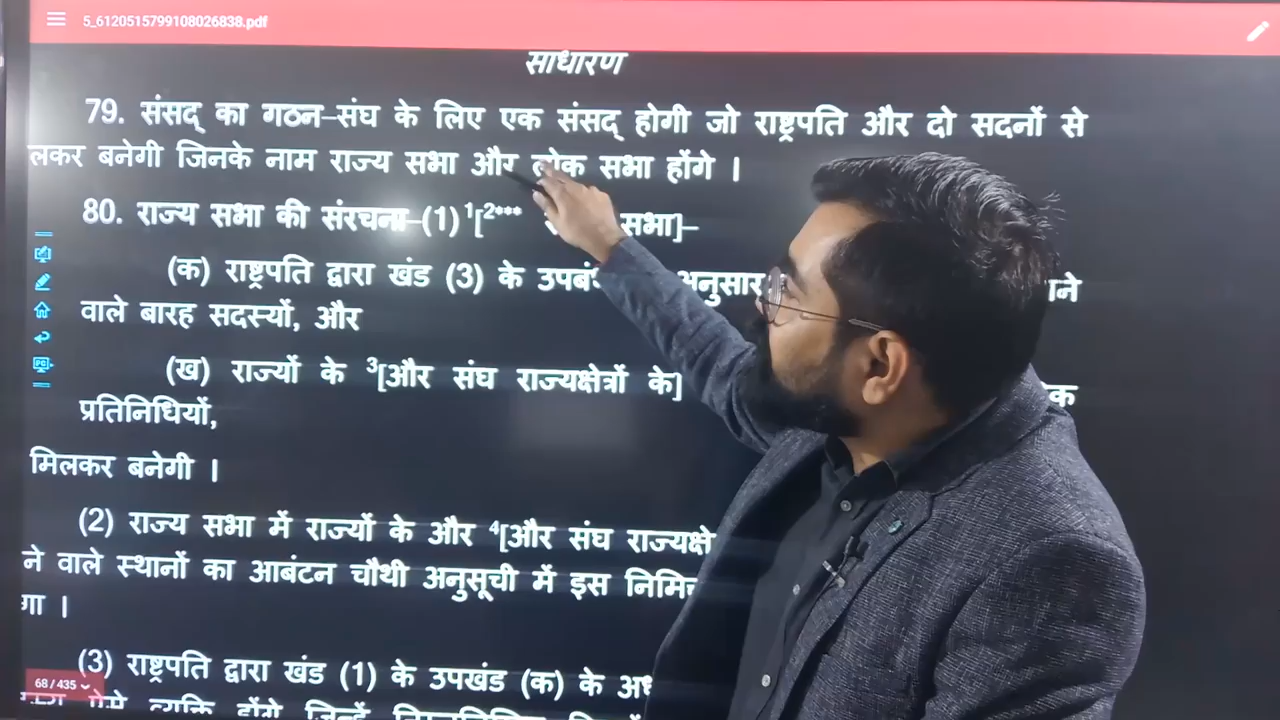 5_6120515799108026838.pdf
साधारण
79. संसद् का गठन–संघ के लिए एक संसद् होगी जो राष्ट्रपति और दो सदनों से
लकर बनेगी जिनके नाम राज्य सभा और लोक सभा होंगे ।
80. राज्य सभा की संरचना–(1) ¹[²*** सभा]–
(क) राष्ट्रपति द्वारा खंड (3) के अनुसार
वाले बारह सदस्यों, और
(ख) राज्यों के ³[और संघ राज्यक्षेत्रों के]
प्रतिनिधियों,
मिलकर बनेगी ।
(2) राज्य सभा में राज्यों के और ⁴[और संघ राज्यक्षे
ने वाले स्थानों का आबंटन चौथी अनुसूची में इस
गा ।
(3) राष्ट्रपति द्वारा खंड (1) के उपखंड (क) के
68 / 435